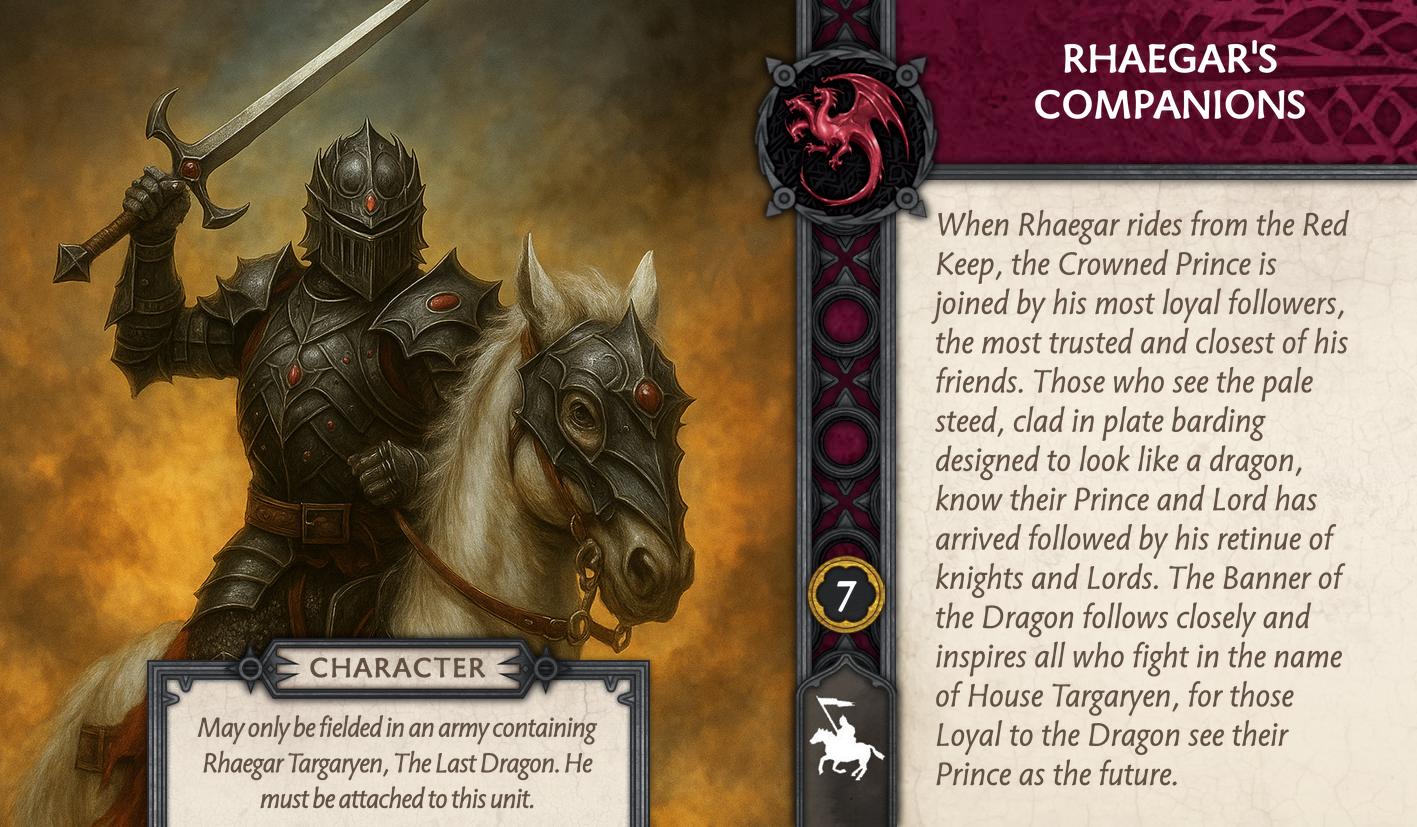 RHAEGAR'S
COMPANIONS
When Rhaegar rides from the Red
Keep, the Crowned Prince is
joined by his most loyal followers,
the most trusted and closest of his
friends. Those who see the pale
steed, clad in plate barding
designed to look like a dragon,
know their Prince and Lord has
arrived followed by his retinue of
knights and Lords. The Banner of
the Dragon follows closely and
inspires all who fight in the name
of House Targaryen, for those
Loyal to the Dragon see their
Prince as the future.
7
CHARACTER
May only be fielded in an army containing
Rhaegar Targaryen, The Last Dragon. He
must be attached to this unit.